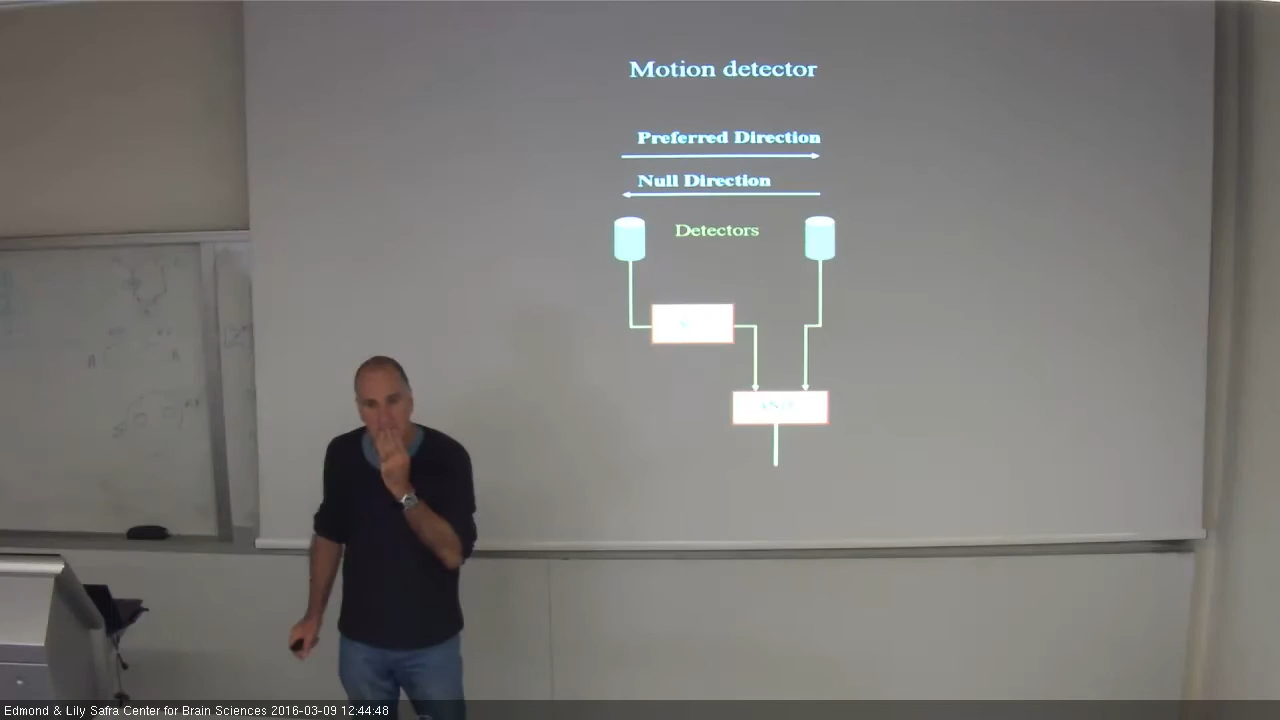 Motion detector
Preferred Direction
Null Direction
Detectors
Edmond & Lily Safra Center for Brain Sciences 2016-03-09 12:44:48